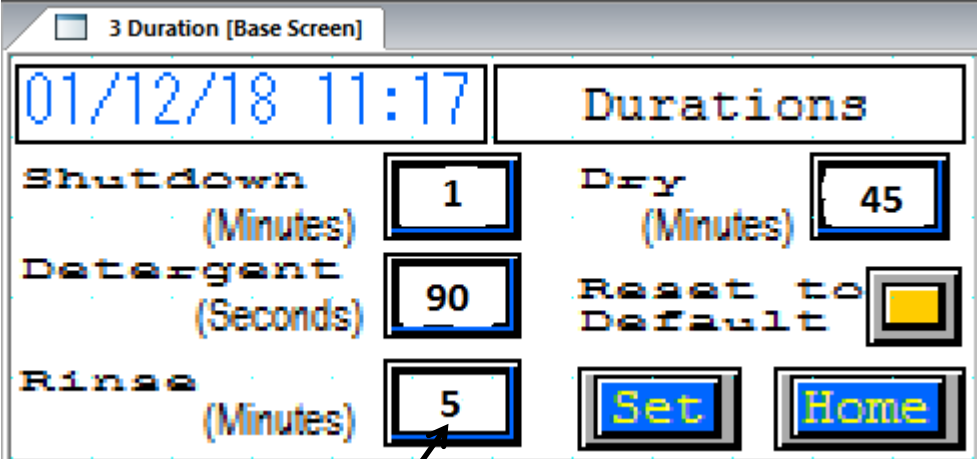 3 Duration [Base Screen]
01/12/18 11:17
Durations
Shutdown
(Minutes)
1
Dry
(Minutes)
45
Detergent
(Seconds)
90
Reset to
Default
Rinse
(Minutes)
5
Set
Home